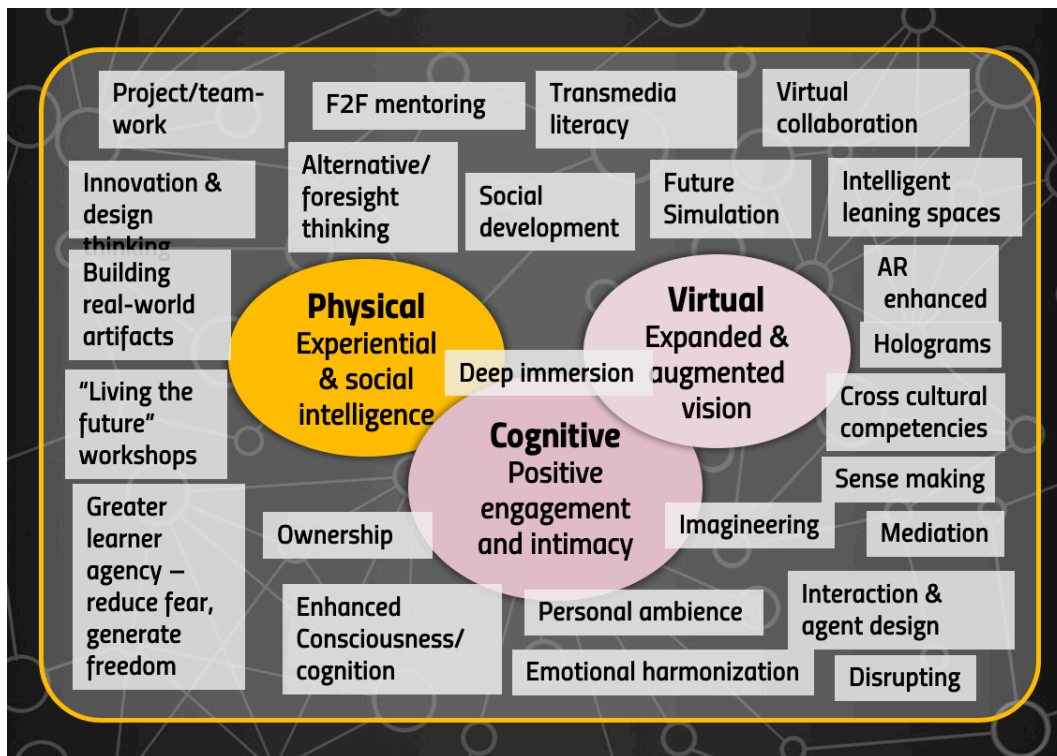 Project/team-
work
F2F mentoring
Transmedia
literacy
Virtual
collaboration
Innovation &
design
thinking
Alternative/
foresight
thinking
Social
development
Future
Simulation
Intelligent
leaning spaces
Building
real-world
artifacts
Physical
Experiential
& social
intelligence
Virtual
Expanded &
augmented
vision
AR
enhanced
Holograms
Deep immersion
"Living the
future"
workshops
Cognitive
Positive
engagement
and intimacy
Cross cultural
competencies
Sense making
Greater
learner
agency –
reduce fear,
generate
freedom
Ownership
Imagineering
Mediation
Enhanced
Consciousness/
cognition
Personal ambience
Interaction &
agent design
Emotional harmonization
Disrupting